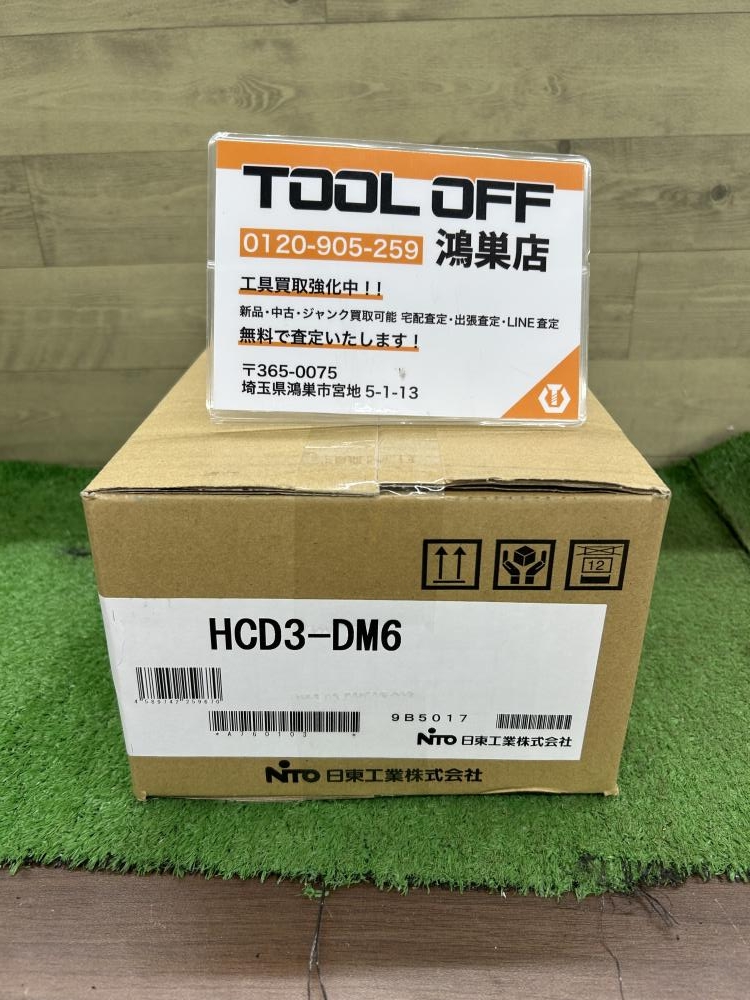 TOOL OFF
0120-905-259 鴻巣店
工具買取強化中!!
新品・中古・ジャンク買取可能 宅配査定・出張査定・LINE査定
無料で査定いたします!
〒365-0075
埼玉県鴻巣市宮地 5-1-13
12
HCD3-DM6
9B5017
NITO 日東工業株式会社
NITO 日東工業株式会社